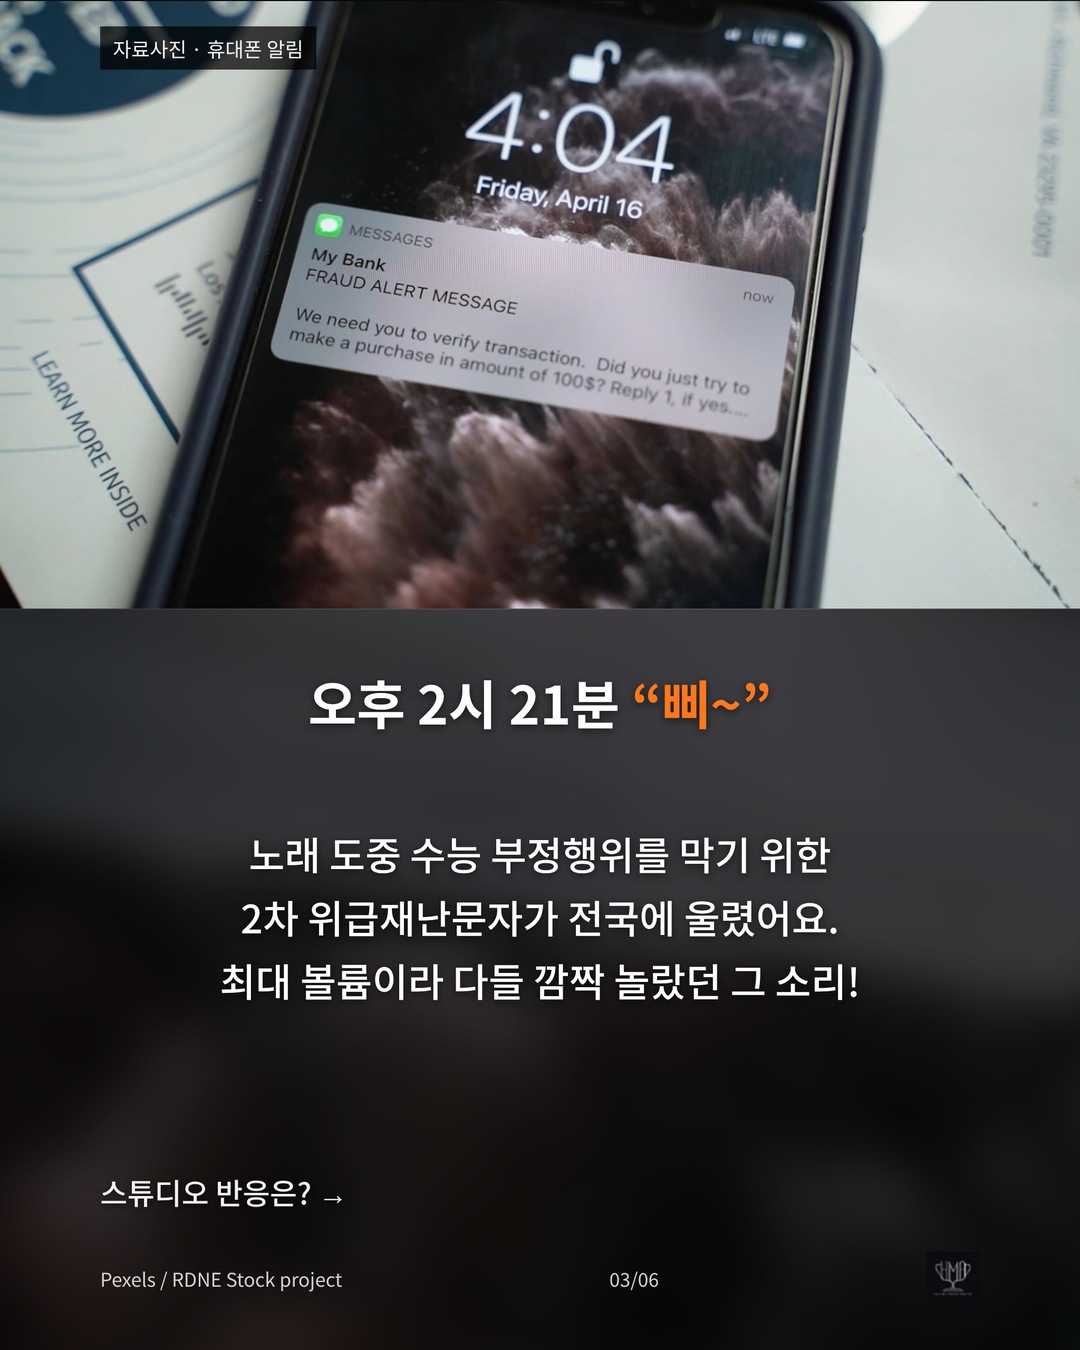 자료사진 · 휴대폰 알림
LTE
4:04
Friday, April 16
MESSAGES
now
My Bank
FRAUD ALERT MESSAGE
We need you to verify transaction. Did you just try to
make a purchase in amount of 100$? Reply 1, if yes....
LEARN MORE INSIDE
오후 2시 21분 “삐~”
노래 도중 수능 부정행위를 막기 위한
2차 위급재난문자가 전국에 울렸어요.
최대 볼륨이라 다들 깜짝 놀랐던 그 소리!
스튜디오 반응은? →
Pexels / RDNE Stock project
03/06